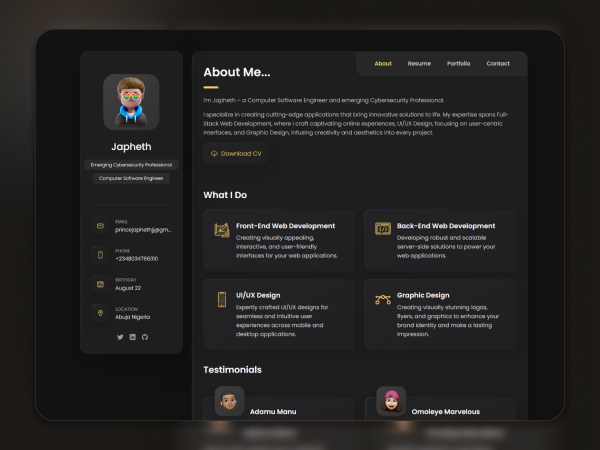 About
Resume
Portfolio
Contact
Japheth
Emerging Cybersecurity Professional
Computer Software Engineer
EMAIL
princejaphethjj@gm...
PHONE
+2348034766310
BIRTHDAY
August 22
LOCATION
Abuja Nigeria
About Me...
I'm Japheth – a Computer Software Engineer and emerging Cybersecurity Professional.
I specialize in creating cutting-edge applications that bring innovative solutions to life. My expertise spans Full-
Stack Web Development, where I craft captivating online experiences, UI/UX Design, focusing on user-centric
interfaces, and Graphic Design, infusing creativity and aesthetics into every project.
Download CV
What I Do
Front-End Web Development
Creating visually appealing,
interactive, and user-friendly
interfaces for your web applications.
Back-End Web Development
Developing robust and scalable
server-side solutions to power your
web applications.
UI/UX Design
Expertly crafted UI/UX designs for
seamless and intuitive user
experiences across mobile and
desktop applications.
Graphic Design
Creating visually stunning logos,
flyers, and graphics to enhance your
brand identity and make a lasting
impression.
Testimonials
Adamu Manu
Omoleye Marvelous